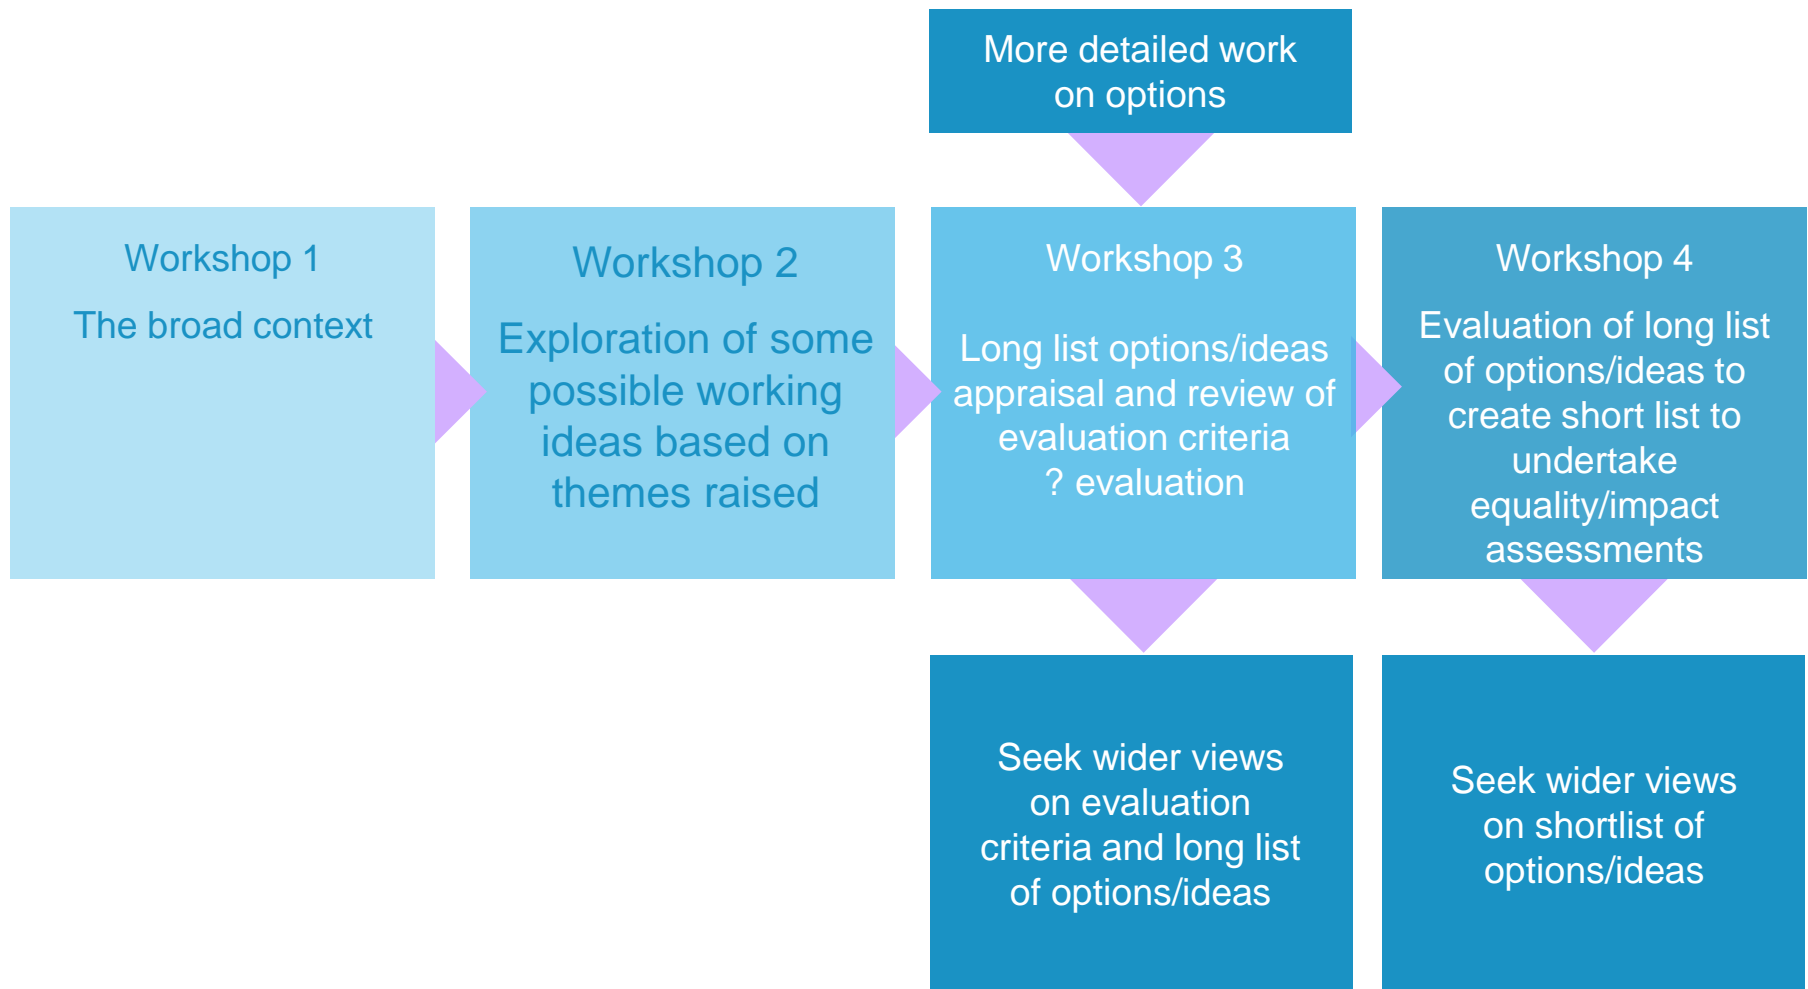 More detailed work
on options
Workshop 1
The broad context
Workshop 2
Exploration of some
possible working
ideas based on
themes raised
Workshop 3
Long list options/ideas
appraisal and review of
evaluation criteria
? evaluation
Workshop 4
Evaluation of long list
of options/ideas to
create short list to
undertake
equality/impact
assessments
Seek wider views
on evaluation
criteria and long list
of options/ideas
Seek wider views
on shortlist of
options/ideas